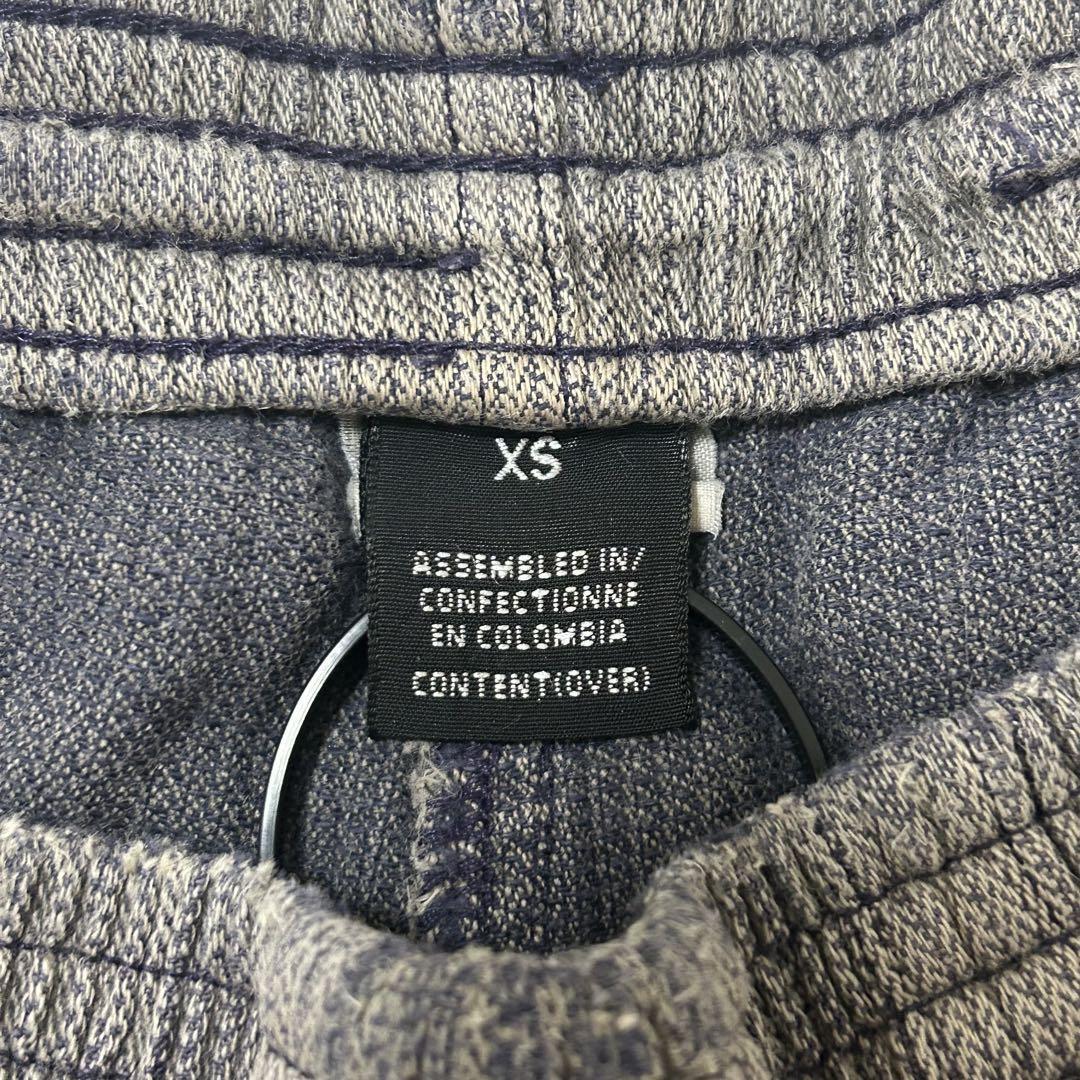 XS
ASSEMBLED IN/
CONFECTIONNE
EN COLOMBIA
CONTENT(OVER)